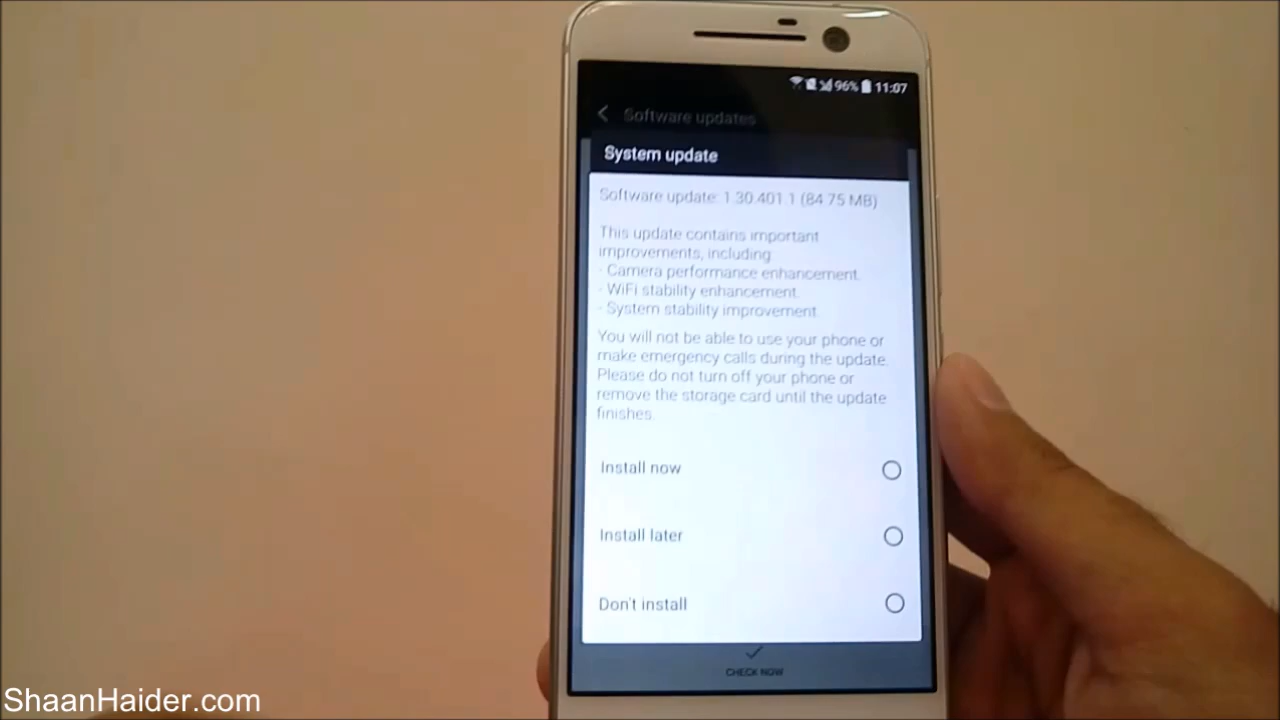 96% 11:07
Software updates
System update
Software update: 1.30.401.1 (84.75 MB)
This update contains important
improvements, including
- Camera performance enhancement.
- WiFi stability enhancement.
- System stability improvement.
You will not be able to use your phone or
make emergency calls during the update.
Please do not turn off your phone or
remove the storage card until the update
finishes.
Install now
Install later
Don't install
CHECK NOW
ShaanHaider.com